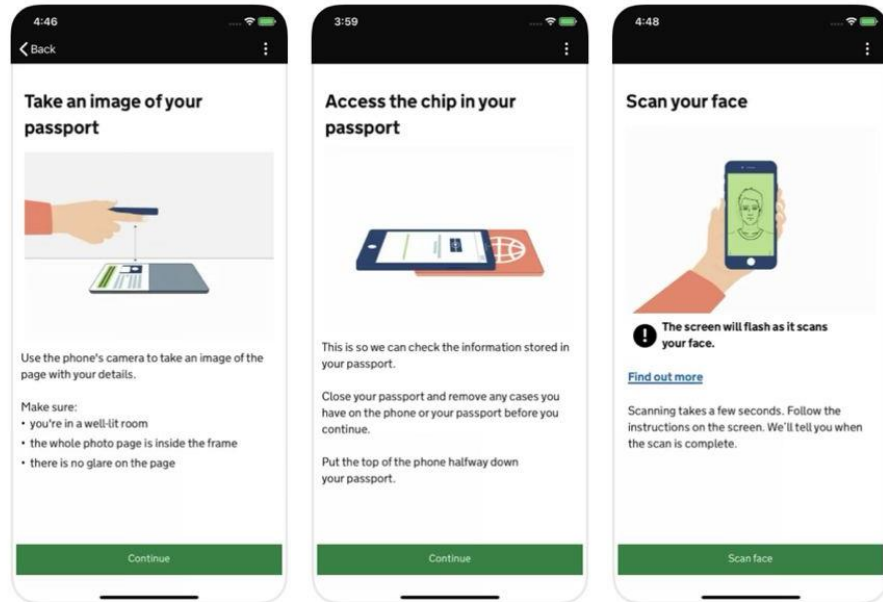 4:46
Back
Take an image of your
passport
Use the phone's camera to take an image of the
page with your details.
Make sure:
• you're in a well-lit room
• the whole photo page is inside the frame
• there is no glare on the page
Continue
3:59
Access the chip in your
passport
This is so we can check the information stored in
your passport.
Close your passport and remove any cases you
have on the phone or your passport before you
continue.
Put the top of the phone halfway down
your passport.
Continue
4:48
Scan your face
! The screen will flash as it scans
your face.
Find out more
Scanning takes a few seconds. Follow the
instructions on the screen. We'll tell you when
the scan is complete.
Scan face